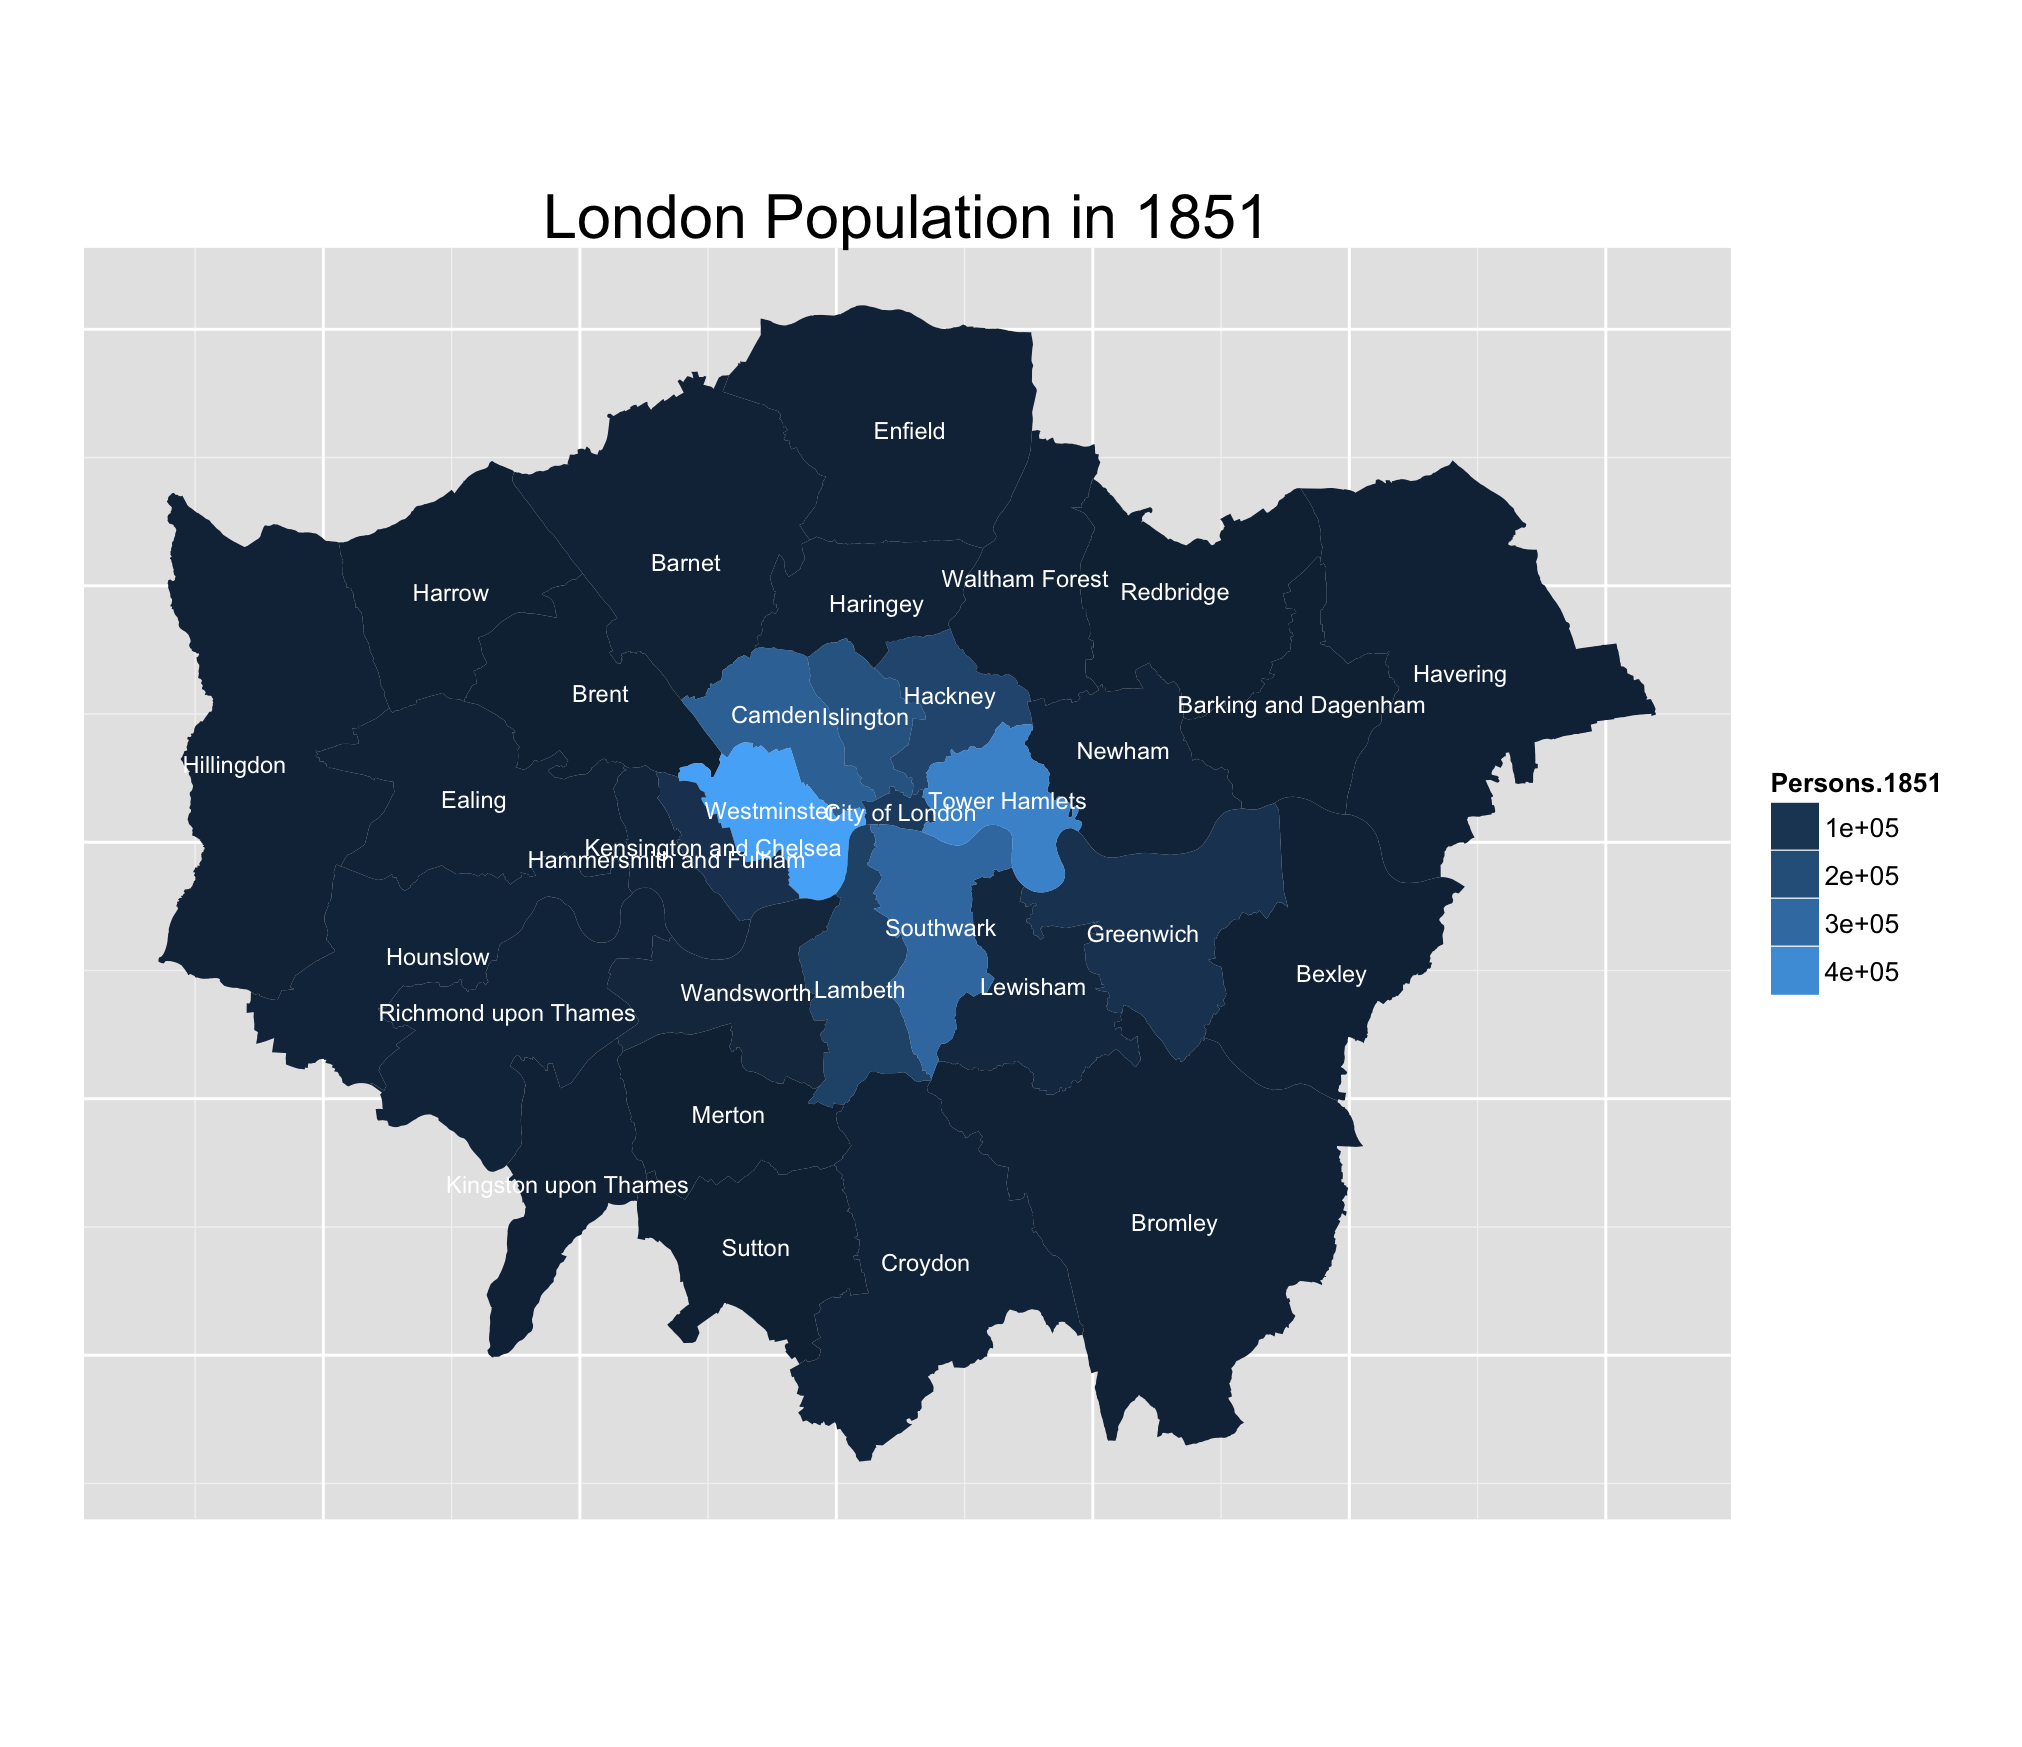 London Population in 1851
Enfield
Barnet
Waltham Forest
Harrow
Redbridge
Haringey
Havering
Brent
Hackney
Barking and Dagenham
Camden
Islington
Newham
Hillingdon
Ealing
Tower Hamlets
Westminster
City of London
Kensington and Chelsea
Hammersmith and Fulham
Southwark
Greenwich
Hounslow
Bexley
Lewisham
Lambeth
Wandsworth
Richmond upon Thames
Merton
Kingston upon Thames
Bromley
Sutton
Croydon
Persons.1851
1e+05
2e+05
3e+05
4e+05